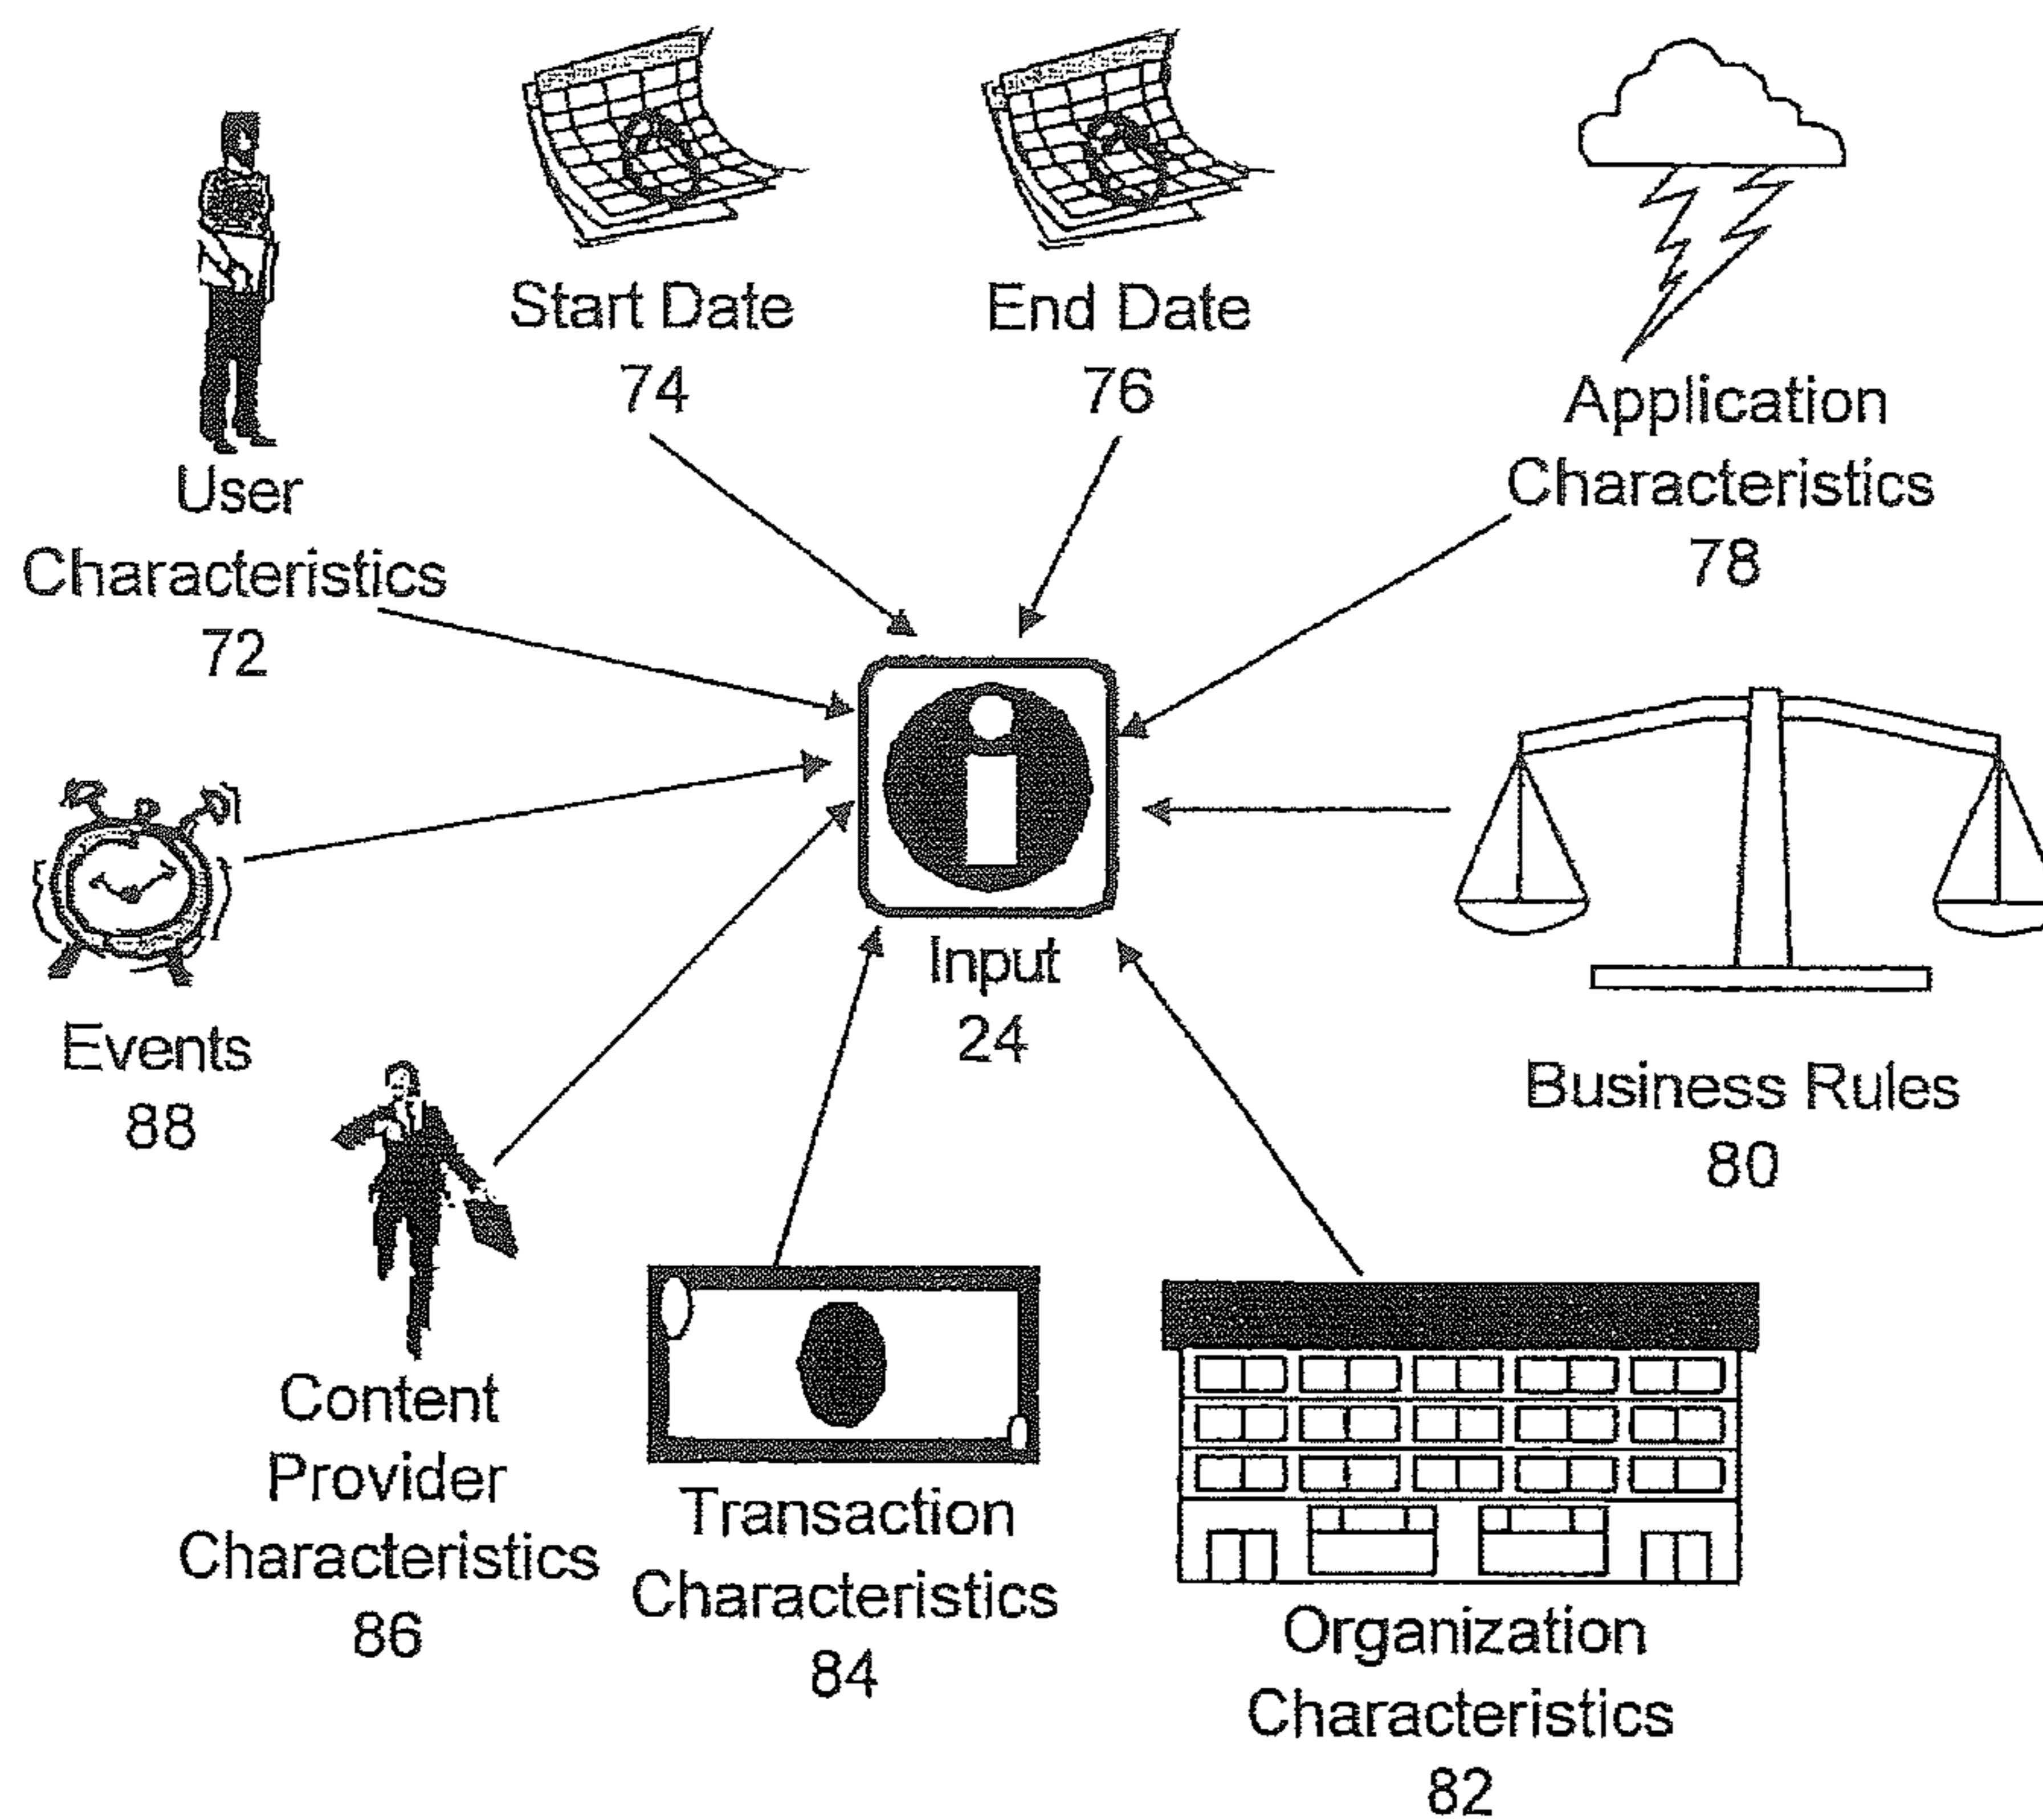 Start Date
74
End Date
76
Application
Characteristics
78
User
Characteristics
72
Input
24
Events
88
Business Rules
80
Content
Provider
Characteristics
86
Transaction
Characteristics
84
Organization
Characteristics
82